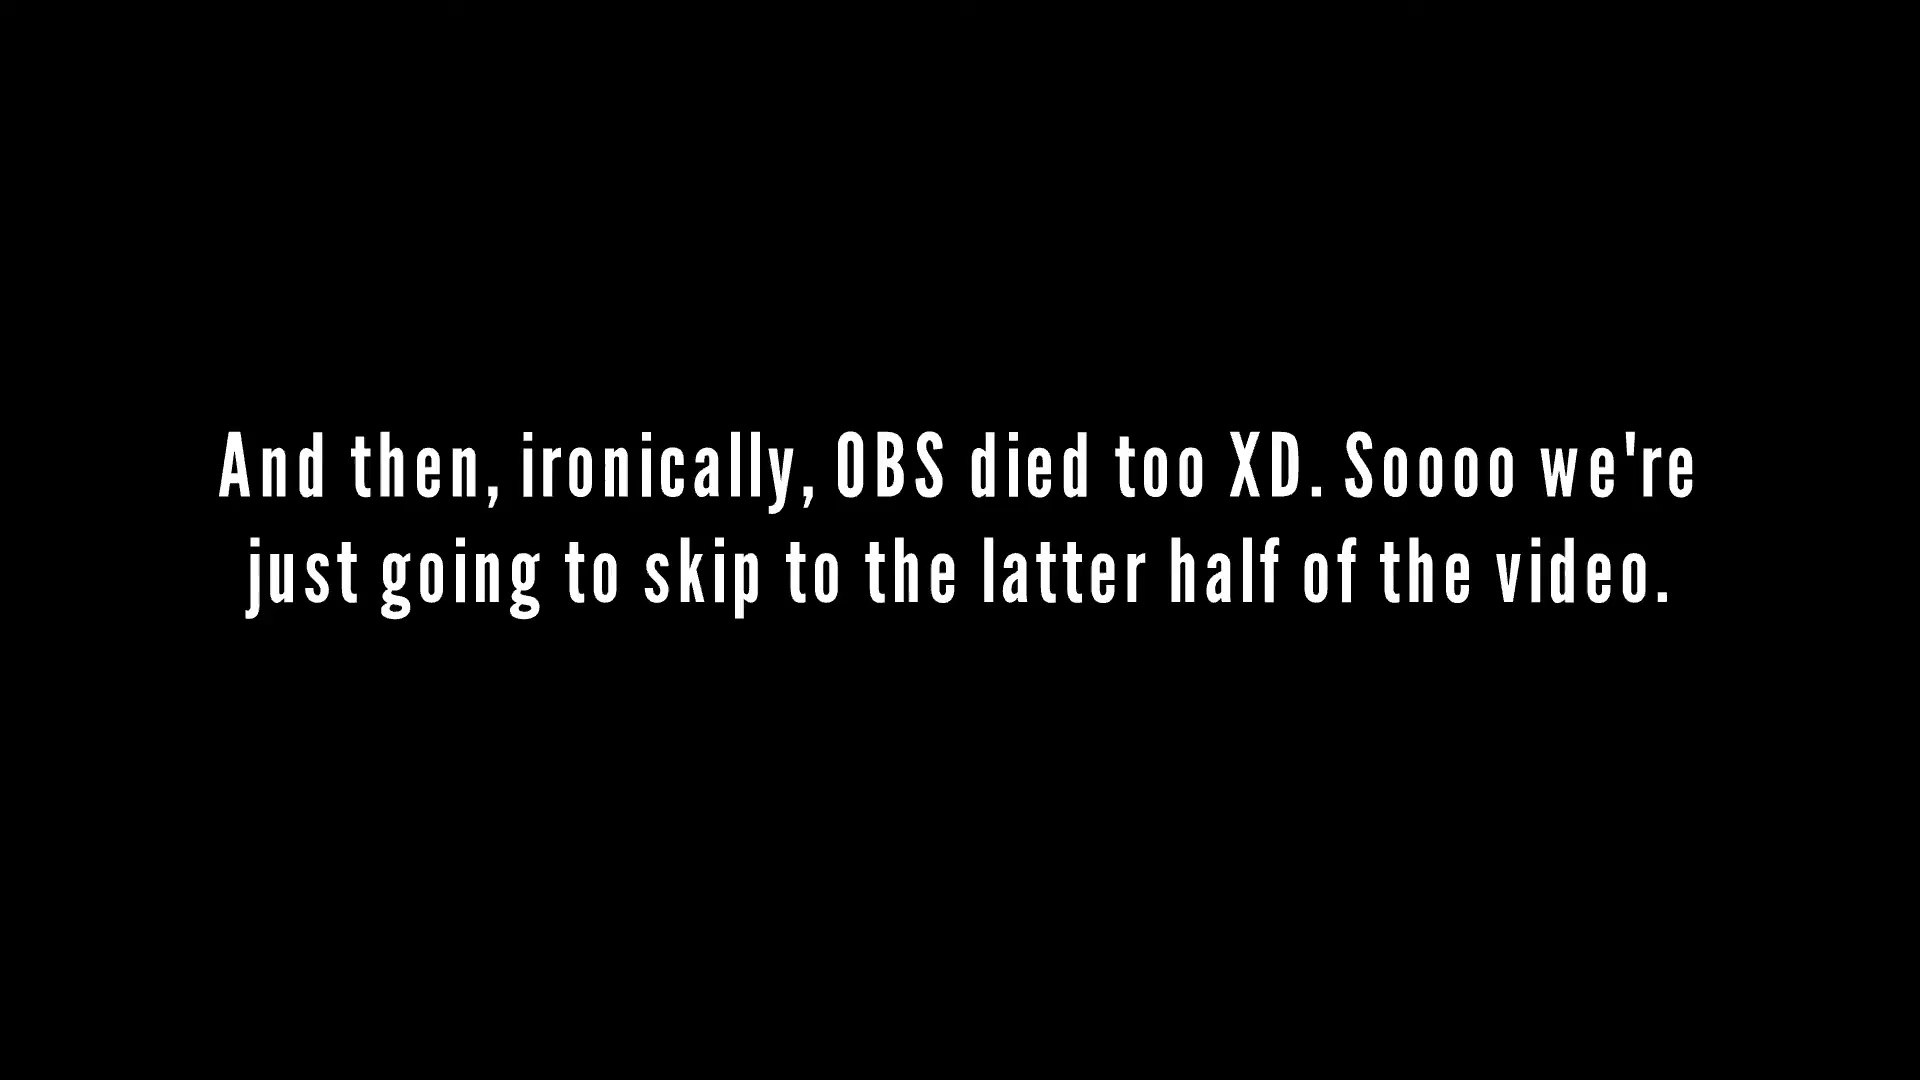 And then, ironically, OBS died too XD. Soooo we're
just going to skip to the latter half of the video.